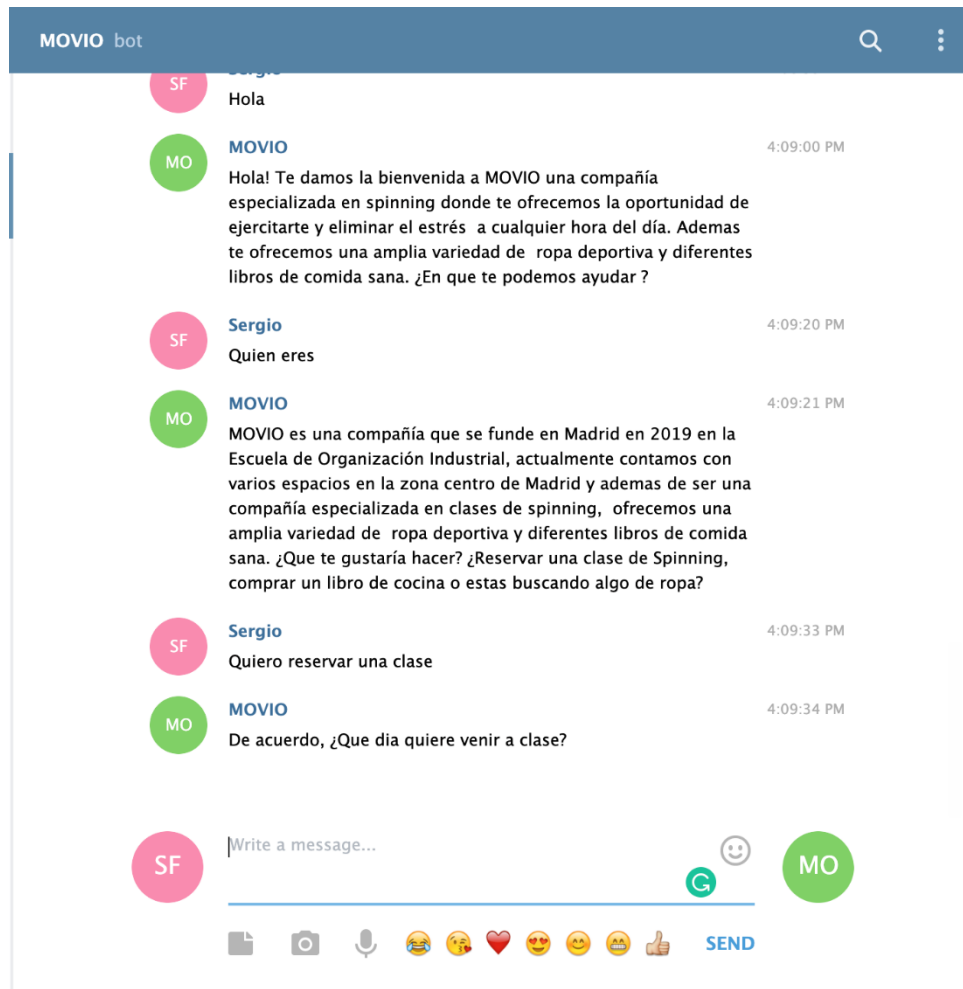 MOVIO bot
SF
Hola
MO
MOVIO
4:09:00 PM
Hola! Te damos la bienvenida a MOVIO una compañía
especializada en spinning donde te ofrecemos la oportunidad de
ejercitarte y eliminar el estrés  a cualquier hora del día. Ademas
te ofrecemos una amplia variedad de  ropa deportiva y diferentes
libros de comida sana. ¿En que te podemos ayudar ?
SF
Sergio
4:09:20 PM
Quien eres
MO
MOVIO
4:09:21 PM
MOVIO es una compañía que se funde en Madrid en 2019 en la
Escuela de Organización Industrial, actualmente contamos con
varios espacios en la zona centro de Madrid y ademas de ser una
compañía especializada en clases de spinning,  ofrecemos una
amplia variedad de  ropa deportiva y diferentes libros de comida
sana. ¿Que te gustaría hacer? ¿Reservar una clase de Spinning,
comprar un libro de cocina o estas buscando algo de ropa?
SF
Sergio
4:09:33 PM
Quiero reservar una clase
MO
MOVIO
4:09:34 PM
De acuerdo, ¿Que dia quiere venir a clase?
SF
Write a message...
MO
SEND